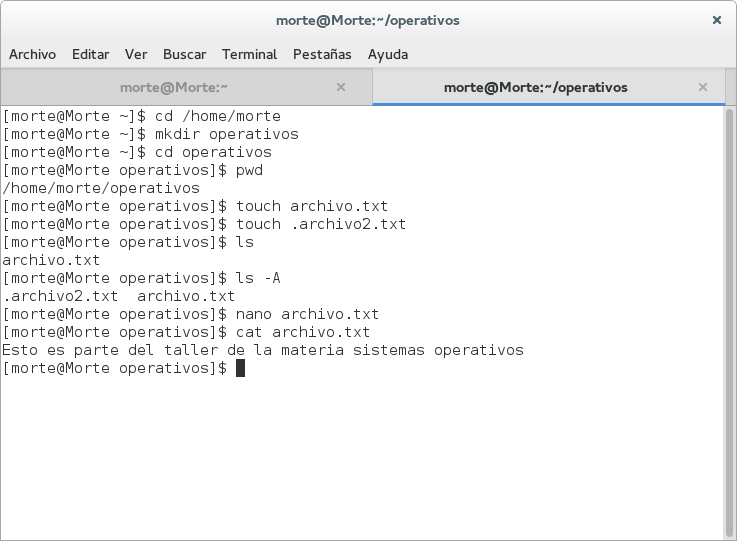 morte@Morte:~/operativos
Archivo Editar Ver Buscar Terminal Pestañas Ayuda
morte@Morte:~ morte@Morte:~/operativos
[morte@Morte ~]$ cd /home/morte
[morte@Morte ~]$ mkdir operativos
[morte@Morte ~]$ cd operativos
[morte@Morte operativos]$ pwd
/home/morte/operativos
[morte@Morte operativos]$ touch archivo.txt
[morte@Morte operativos]$ touch .archivo2.txt
[morte@Morte operativos]$ ls
archivo.txt
[morte@Morte operativos]$ ls -A
.archivo2.txt  archivo.txt
[morte@Morte operativos]$ nano archivo.txt
[morte@Morte operativos]$ cat archivo.txt
Esto es parte del taller de la materia sistemas operativos
[morte@Morte operativos]$